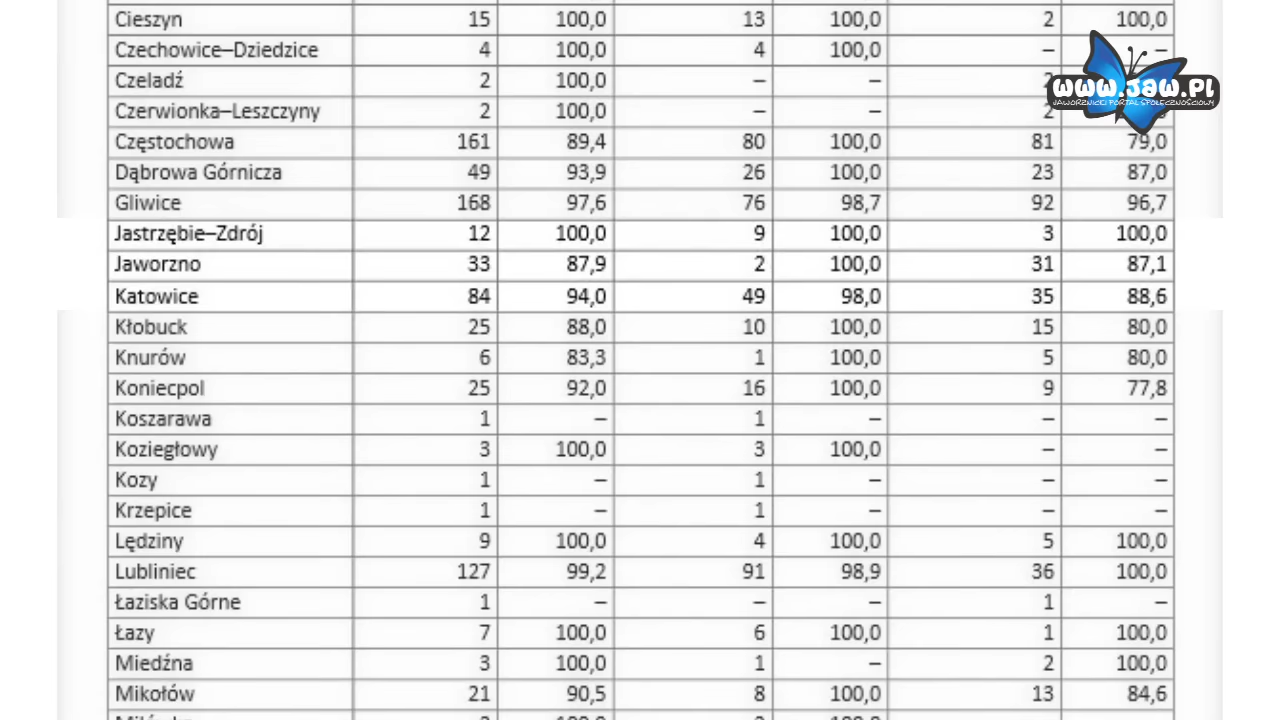 Cieszyn 15 100,0 13 100,0 2 100,0
Czechowice–Dziedzice 4 100,0 4 100,0 – –
Czeladź 2 100,0 – – 2
Czerwionka–Leszczyny 2 100,0 – – 2
www.jaw.pl
JAWORZNICKI PORTAL SPOŁECZNOŚCIOWY
Częstochowa 161 89,4 80 100,0 81 79,0
Dąbrowa Górnicza 49 93,9 26 100,0 23 87,0
Gliwice 168 97,6 76 98,7 92 96,7
Jastrzębie–Zdrój 12 100,0 9 100,0 3 100,0
Jaworzno 33 87,9 2 100,0 31 87,1
Katowice 84 94,0 49 98,0 35 88,6
Kłobuck 25 88,0 10 100,0 15 80,0
Knurów 6 83,3 1 100,0 5 80,0
Koniecpol 25 92,0 16 100,0 9 77,8
Koszarawa 1 – 1 – – –
Koziegłowy 3 100,0 3 100,0 – –
Kozy 1 – 1 – – –
Krzepice 1 – 1 – – –
Lędziny 9 100,0 4 100,0 5 100,0
Lubliniec 127 99,2 91 98,9 36 100,0
Łaziska Górne 1 – – – 1 –
Łazy 7 100,0 6 100,0 1 100,0
Miedźna 3 100,0 1 – 2 100,0
Mikołów 21 90,5 8 100,0 13 84,6